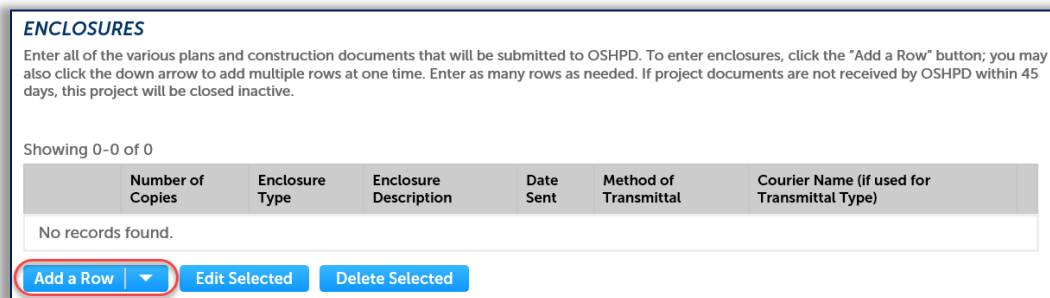 ENCLOSURES
Enter all of the various plans and construction documents that will be submitted to OSHPD. To enter enclosures, click the "Add a Row" button; you may
also click the down arrow to add multiple rows at one time. Enter as many rows as needed. If project documents are not received by OSHPD within 45
days, this project will be closed inactive.
Showing 0-0 of 0
Number of Copies Enclosure Type Enclosure Description Date Sent Method of Transmittal Courier Name (if used for Transmittal Type)
No records found.
Add a Row Edit Selected Delete Selected